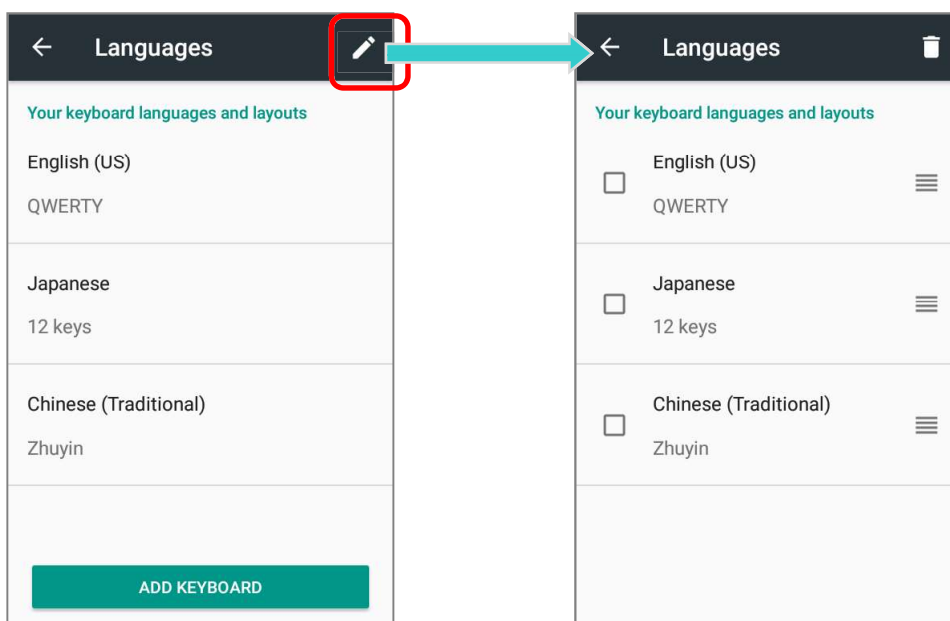 Languages
Your keyboard languages and layouts
English (US)
QWERTY
Japanese
12 keys
Chinese (Traditional)
Zhuyin
ADD KEYBOARD
Languages
Your keyboard languages and layouts
English (US)
QWERTY
Japanese
12 keys
Chinese (Traditional)
Zhuyin